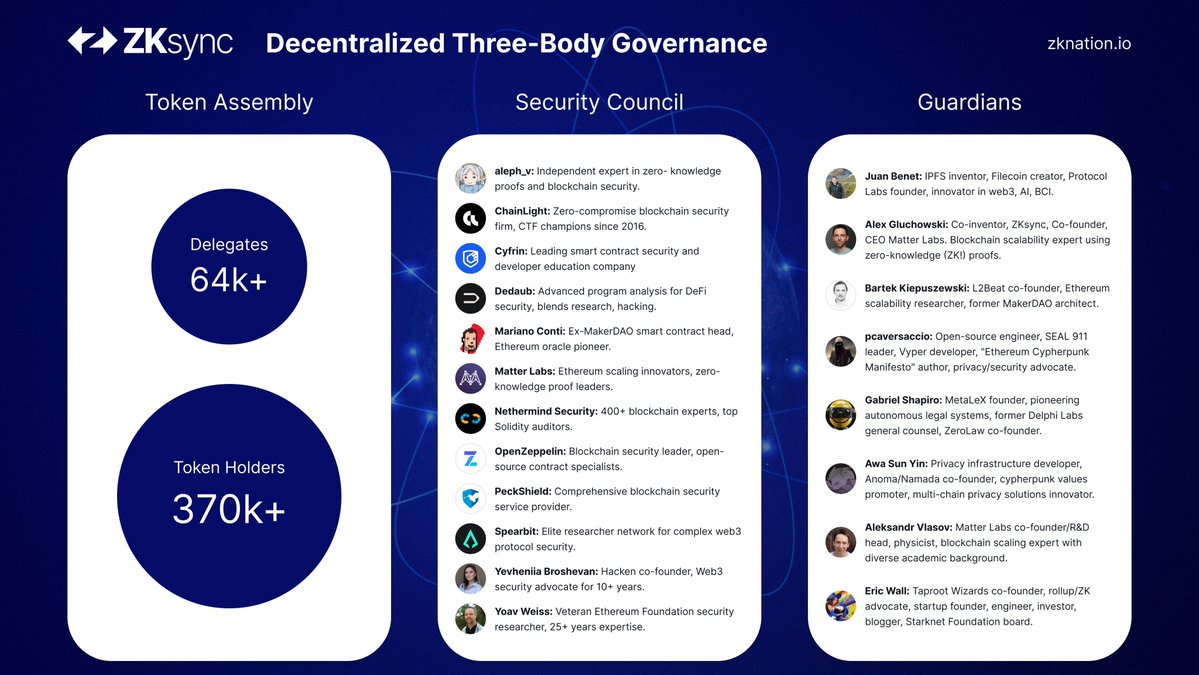 ZKsync
Decentralized Three-Body Governance
zknation.io
Token Assembly
Delegates
64k+
Token Holders
370k+
Security Council
aleph_v: Independent expert in zero- knowledge
proofs and blockchain security.
ChainLight: Zero-compromise blockchain security
firm, CTF champions since 2016.
Cyfrin: Leading smart contract security and
developer education company
Dedaub: Advanced program analysis for DeFi
security, blends research, hacking.
Mariano Conti: Ex-MakerDAO smart contract head,
Ethereum oracle pioneer.
Matter Labs: Ethereum scaling innovators, zero-
knowledge proof leaders.
Nethermind Security: 400+ blockchain experts, top
Solidity auditors.
OpenZeppelin: Blockchain security leader, open-
source contract specialists.
PeckShield: Comprehensive blockchain security
service provider.
Spearbit: Elite researcher network for complex web3
protocol security.
Yevheniia Broshevan: Hacken co-founder, Web3
security advocate for 10+ years.
Yoav Weiss: Veteran Ethereum Foundation security
researcher, 25+ years expertise.
Guardians
Juan Benet: IPFS inventor, Filecoin creator, Protocol
Labs founder, innovator in web3, AI, BCI.
Alex Gluchowski: Co-inventor, ZKsync, Co-founder,
CEO Matter Labs. Blockchain scalability expert using
zero-knowledge (ZK!) proofs.
Bartek Kiepuszewski: L2Beat co-founder, Ethereum
scalability researcher, former MakerDAO architect.
pcaversaccio: Open-source engineer, SEAL 911
leader, Vyper developer, "Ethereum Cypherpunk
Manifesto" author, privacy/security advocate.
Gabriel Shapiro: MetaLeX founder, pioneering
autonomous legal systems, former Delphi Labs
general counsel, ZeroLaw co-founder.
Awa Sun Yin: Privacy infrastructure developer,
Anoma/Namada co-founder, cypherpunk values
promoter, multi-chain privacy solutions innovator.
Aleksandr Vlasov: Matter Labs co-founder/R&D
head, physicist, blockchain scaling expert with
diverse academic background.
Eric Wall: Taproot Wizards co-founder, rollup/ZK
advocate, startup founder, engineer, investor,
blogger, Starknet Foundation board.